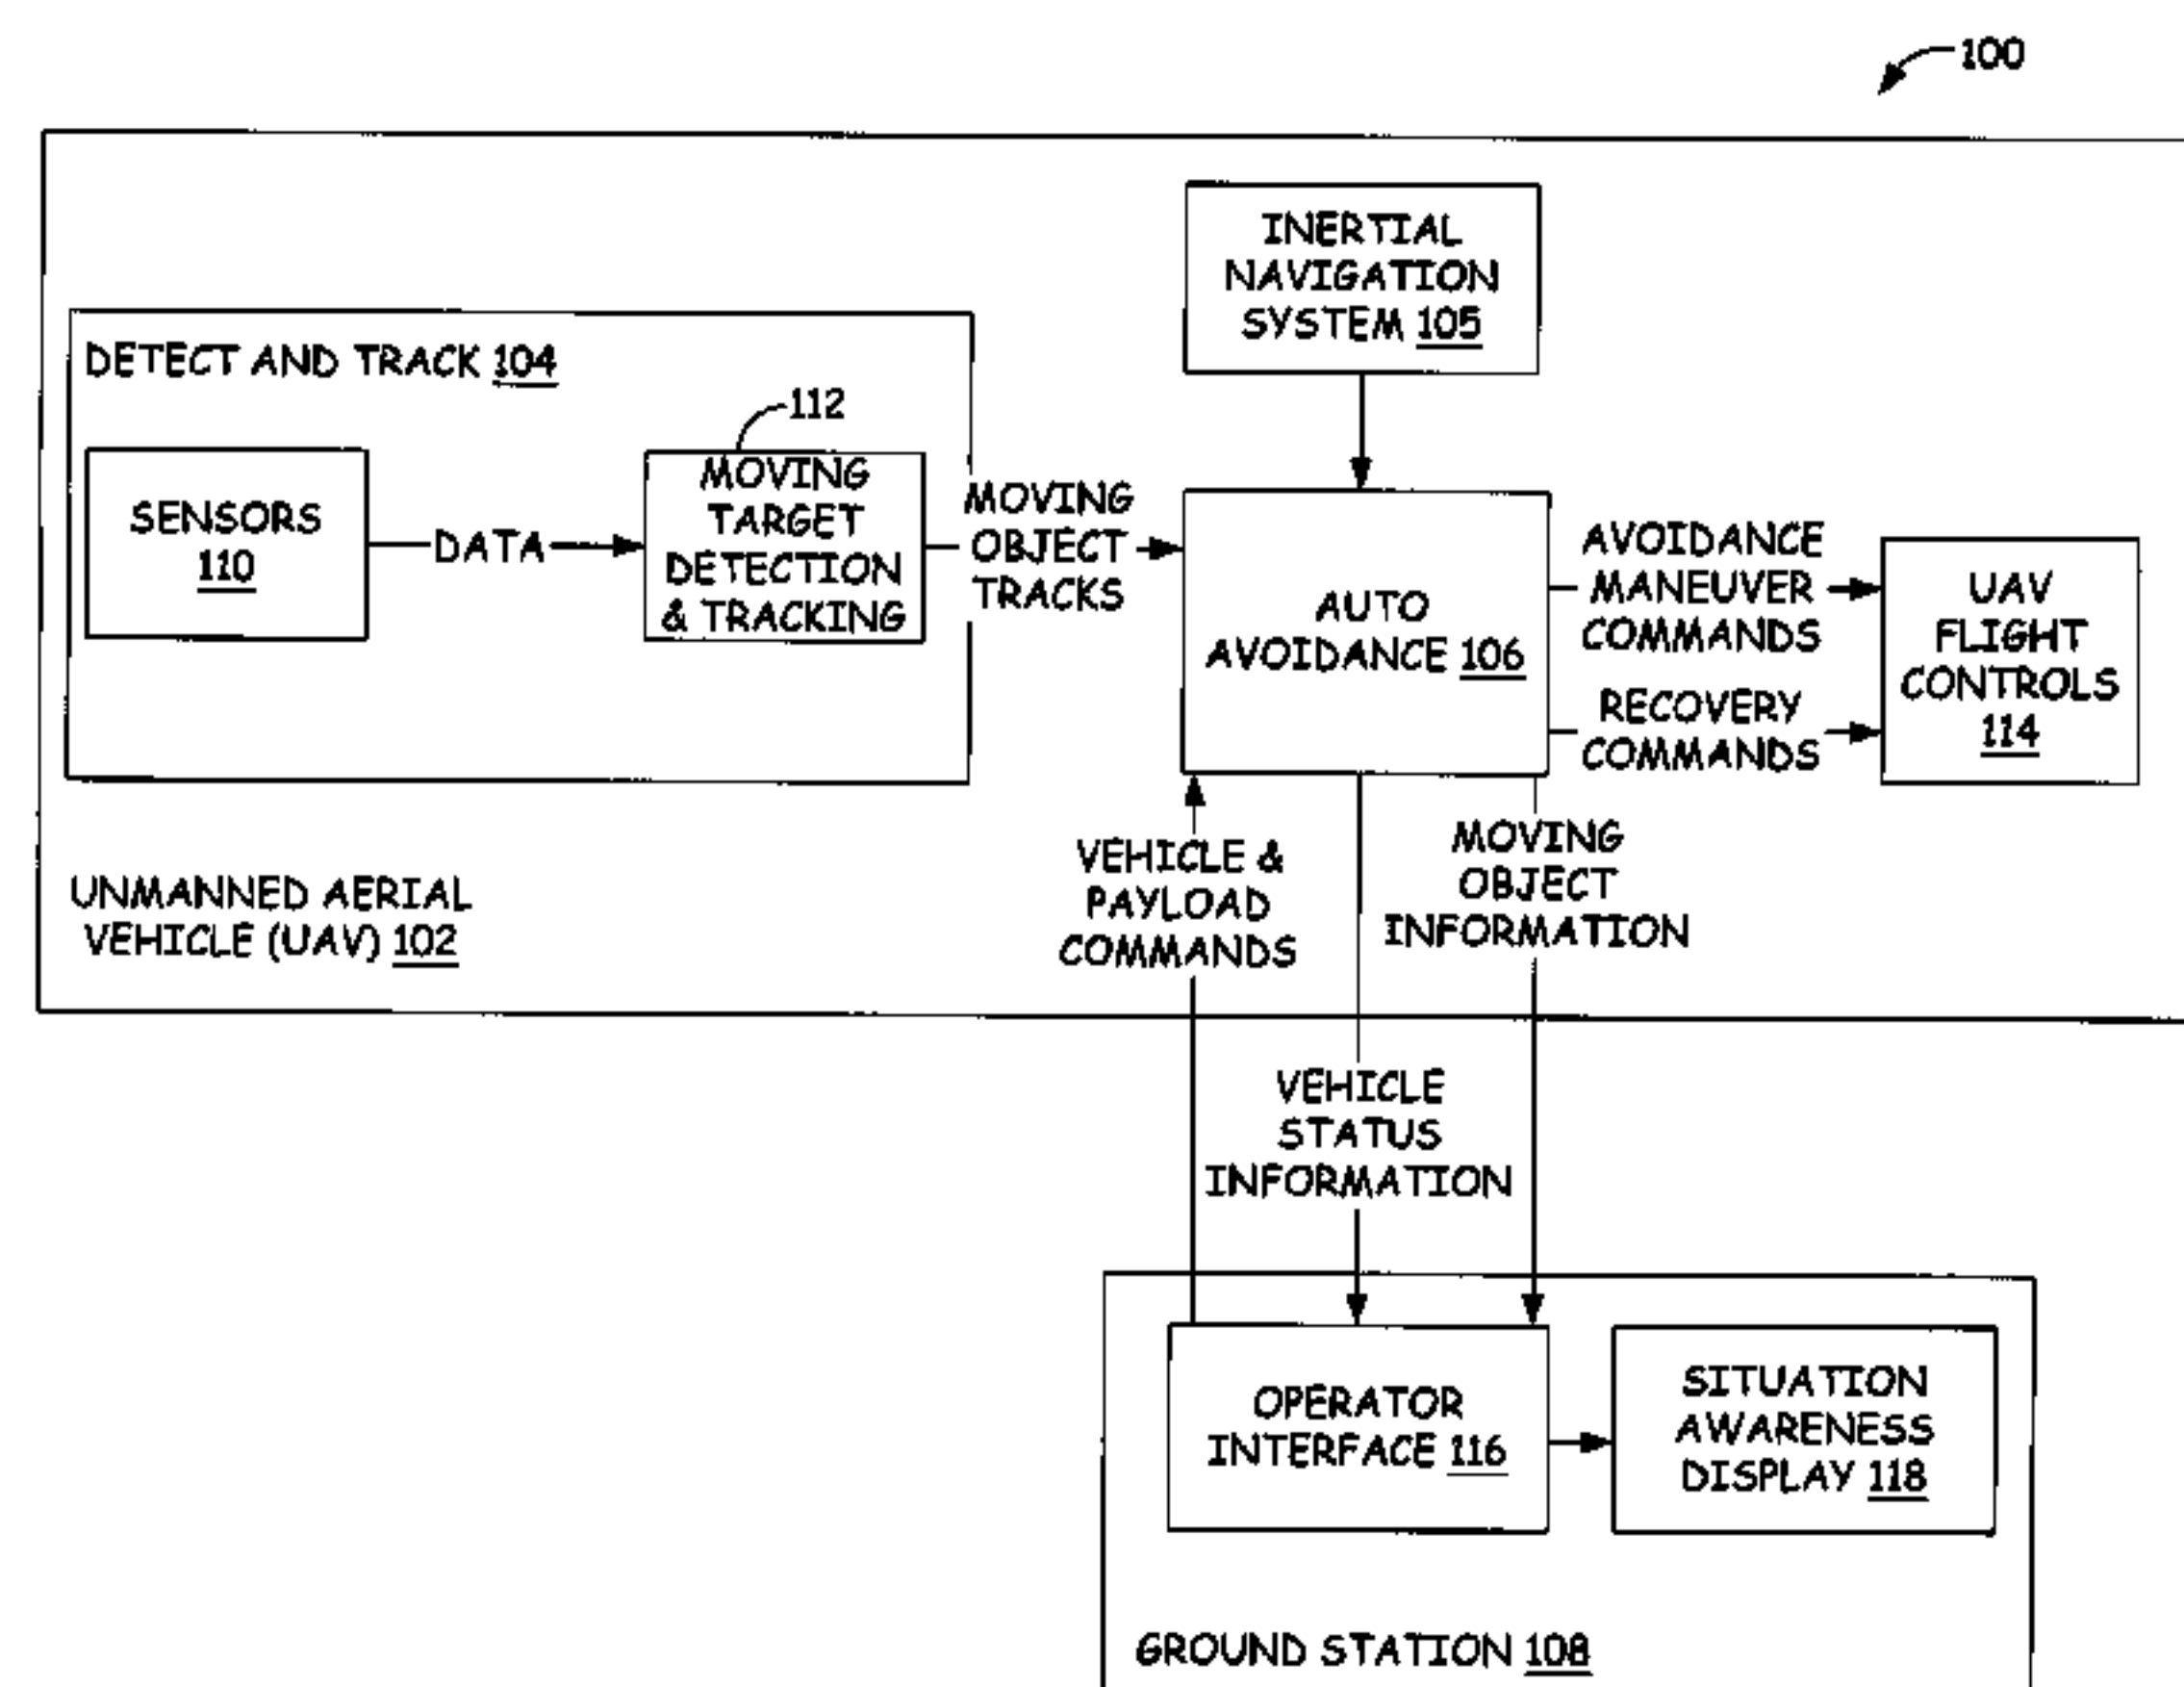 100
INERTIAL
NAVIGATION
SYSTEM 105
DETECT AND TRACK 104
112
SENSORS
110
DATA
MOVING
TARGET
DETECTION
& TRACKING
MOVING
OBJECT
TRACKS
AUTO
AVOIDANCE 106
AVOIDANCE
MANEUVER
COMMANDS
RECOVERY
COMMANDS
UAV
FLIGHT
CONTROLS
114
UNMANNED AERIAL
VEHICLE (UAV) 102
VEHICLE &
PAYLOAD
COMMANDS
MOVING
OBJECT
INFORMATION
VEHICLE
STATUS
INFORMATION
OPERATOR
INTERFACE 116
SITUATION
AWARENESS
DISPLAY 118
GROUND STATION 108